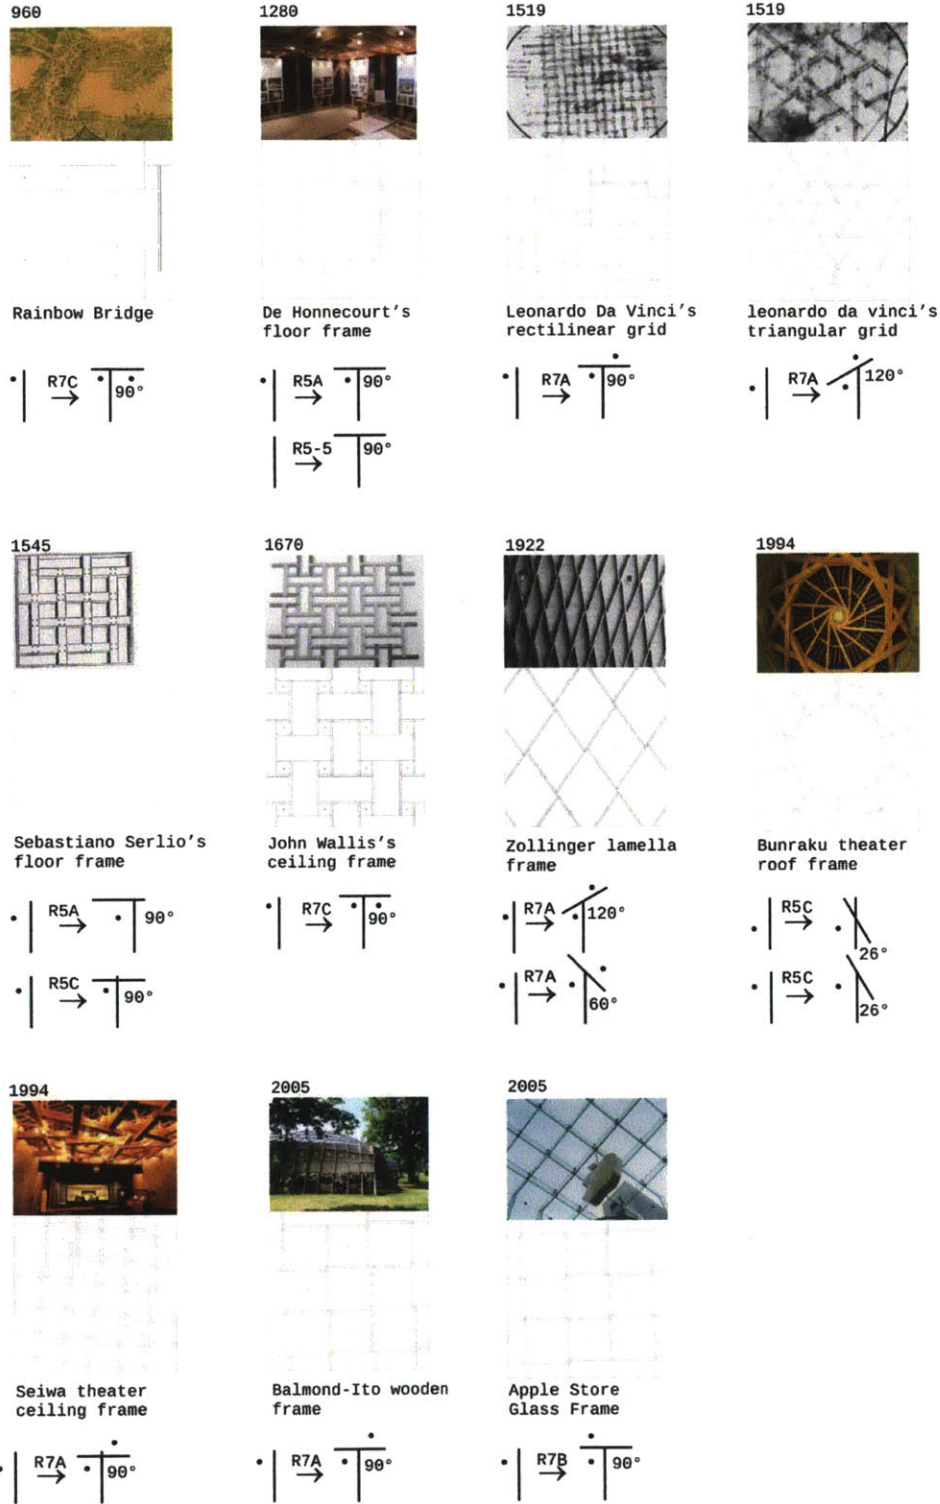 960
1280
1519
1519
Rainbow Bridge
De Honnecourt's
floor frame
Leonardo Da Vinci's
rectilinear grid
leonardo da vinci's
triangular grid
R7C
90°
R5A
90°
R7A
90°
R7A
120°
R5-5
90°
1545
1670
1922
1994
Sebastiano Serlio's
floor frame
John Wallis's
ceiling frame
Zollinger lamella
frame
Bunraku theater
roof frame
R5A
90°
R7C
90°
R7A
120°
R5C
26°
R5C
90°
R7A
60°
R5C
26°
1994
2005
2005
Seiwa theater
ceiling frame
Balmond-Ito wooden
frame
Apple Store
Glass Frame
R7A
90°
R7A
90°
R7B
90°